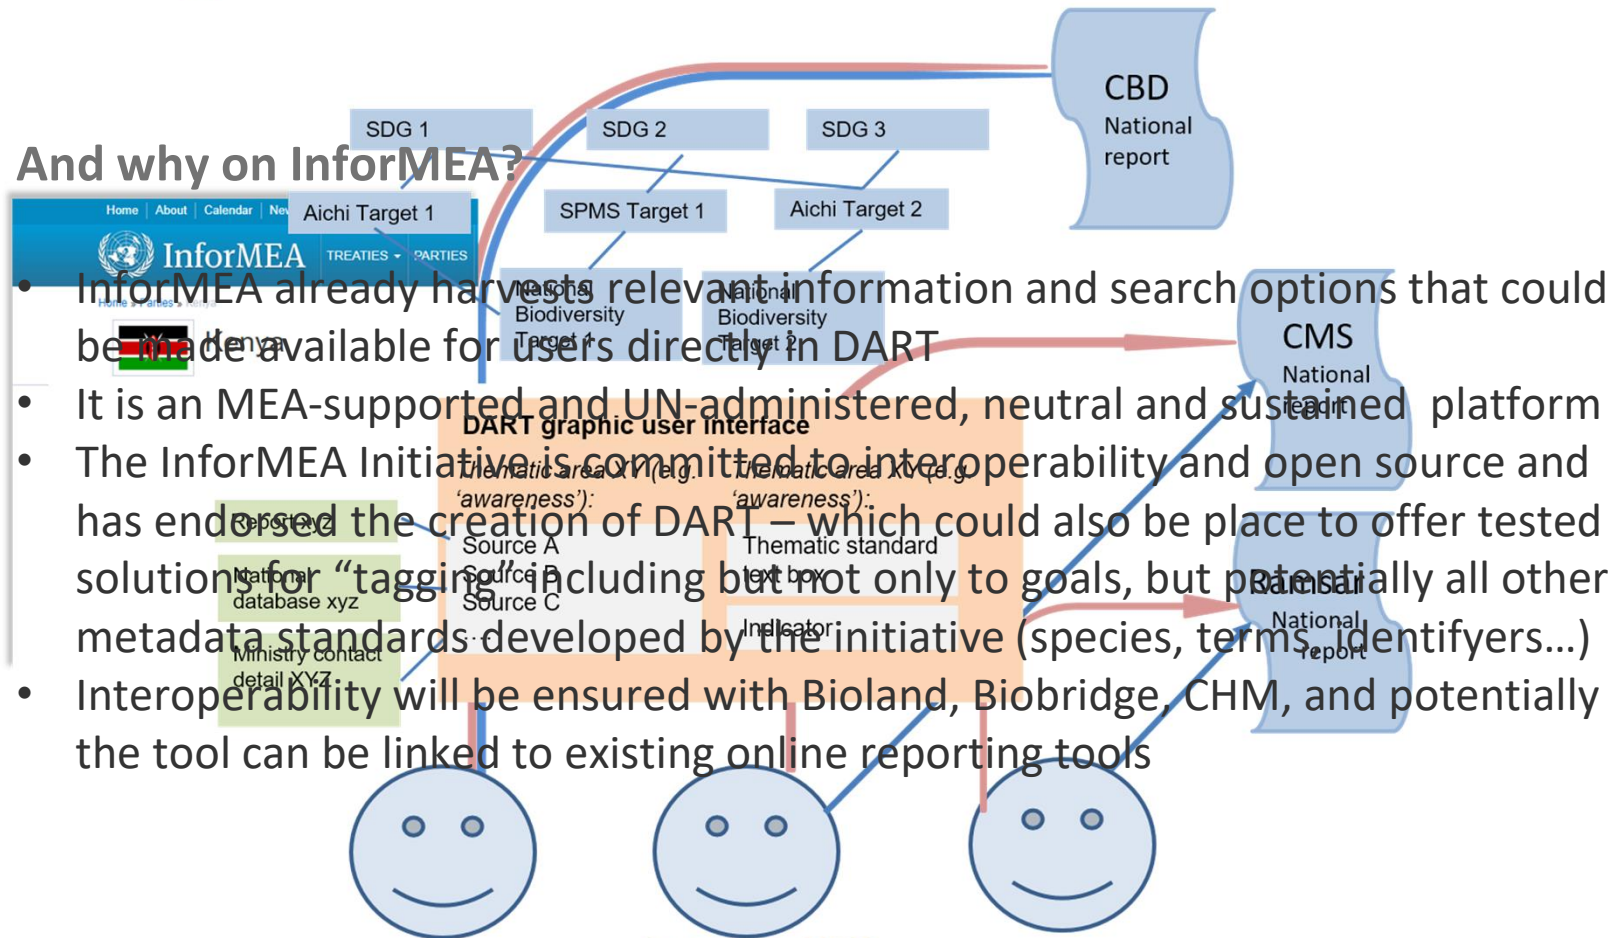 And why on InforMEA?
CBD
National
report
SDG 1
SDG 2
SDG 3
Aichi Target 1
SPMS Target 1
Aichi Target 2
Home | About | Calendar | New
InforMEA
TREATIES
PARTIES
Home » Parties » Kenya
Kenya
National
Biodiversity
Target 1
National
Biodiversity
Target 2
• InforMEA already harvests relevant information and search options that could
be made available for users directly in DART
• It is an MEA-supported and UN-administered, neutral and sustained platform
• The InforMEA Initiative is committed to interoperability and open source and
has endorsed the creation of DART – which could also be place to offer tested
solutions for “tagging” including but not only to goals, but potentially all other
metadata standards developed by the initiative (species, terms, identifyers…)
• Interoperability will be ensured with Bioland, Biobridge, CHM, and potentially
the tool can be linked to existing online reporting tools
CMS
National
report
DART graphic user interface
Thematic area XY (e.g.
‘awareness’):
Thematic area XY (e.g.
‘awareness’):
Source A
Source B
Source C
….
Thematic standard
text box
Indicator
Report xyz
National
database xyz
Ministry contact
detail XYZ
Ramsar
National
report